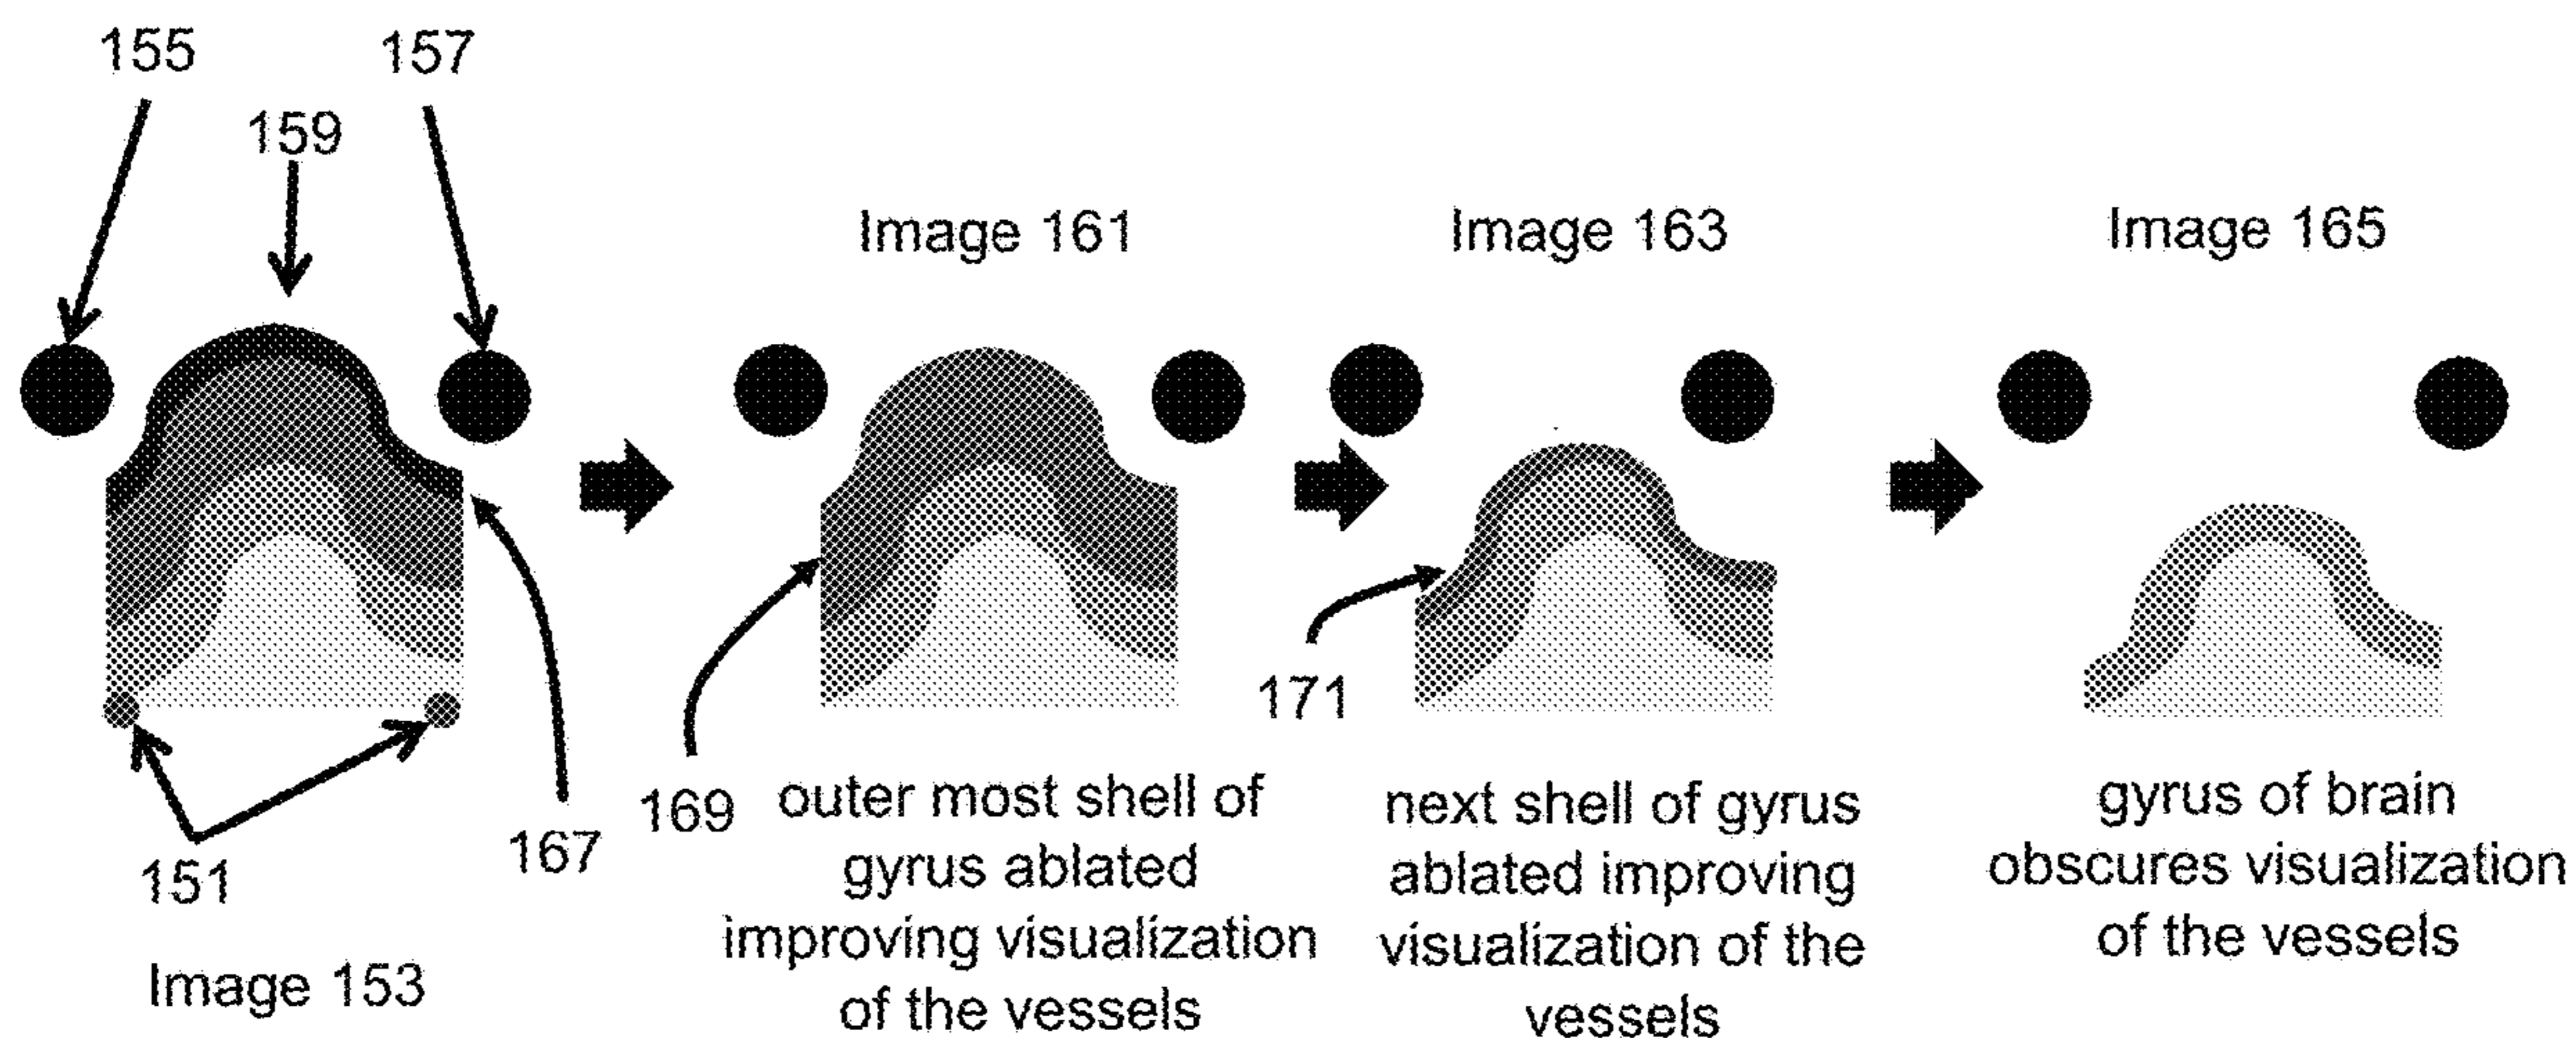 155
157
159
Image 161
Image 163
Image 165
171
169
167
151
Image 153
outer most shell of
gyrus ablated
improving visualization
of the vessels
next shell of gyrus
ablated improving
visualization of the
vessels
gyrus of brain
obscures visualization
of the vessels